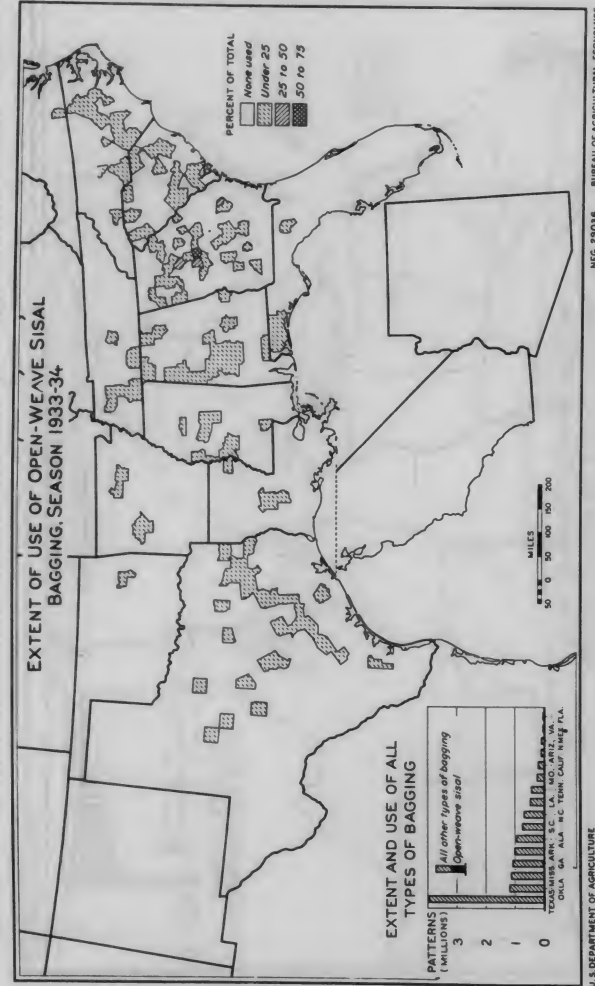 EXTENT OF USE OF OPEN-WEAVE SISAL
BAGGING, SEASON 1933-34
PERCENT OF TOTAL
None used
Under 25
25 to 50
50 to 75
EXTENT AND USE OF ALL
TYPES OF BAGGING
PATTERNS
(MILLIONS)
All other types of bagging
Open-weave sisal
3
2
1
0
TEXAS MISS. ARK. S.C. LA. MO. ARIZ. VA.
OKLA. GA. ALA. N.C. TENN. CALIF. N.MEX. FLA.
MILES
50 0 50 100 150 200
U.S. DEPARTMENT OF AGRICULTURE
NEG. 29016 BUREAU OF AGRICULTURAL ECONOMICS